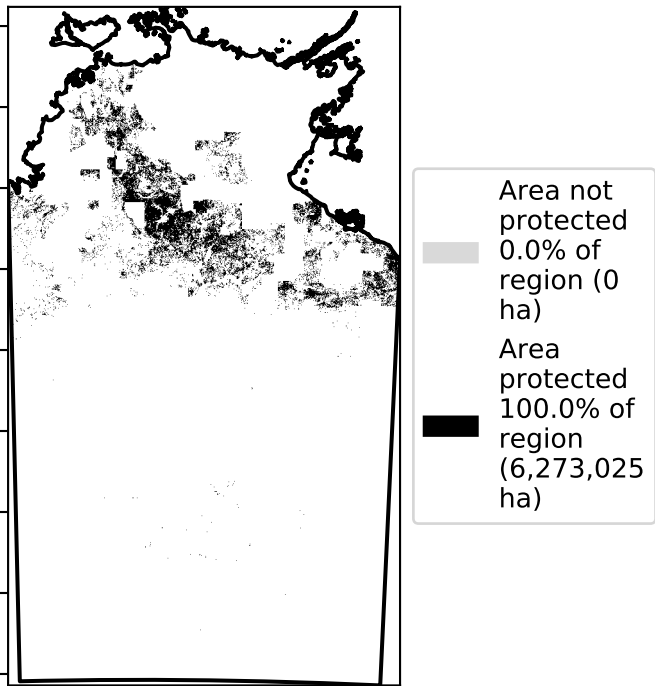 Area not
protected
0.0% of
region (0
ha)
Area
protected
100.0% of
region
(6,273,025
ha)